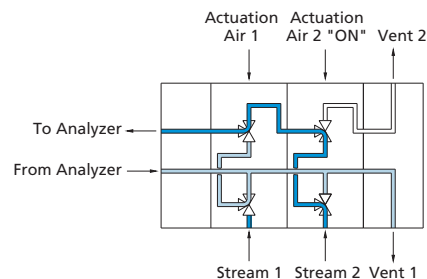 Actuation
Air 1
Actuation
Air 2 "ON"
Vent 2
To Analyzer
From Analyzer
Stream 1
Stream 2
Vent 1